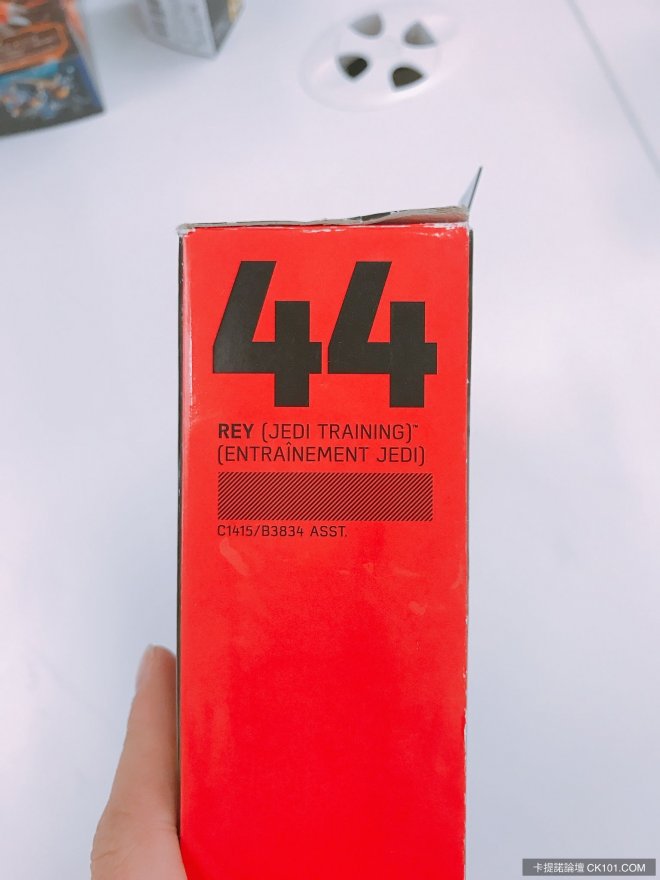 44
REY (JEDI TRAINING)™
(ENTRAÎNEMENT JEDI)
C1415/B3834 ASST.
卡提諾論壇 CK101.COM